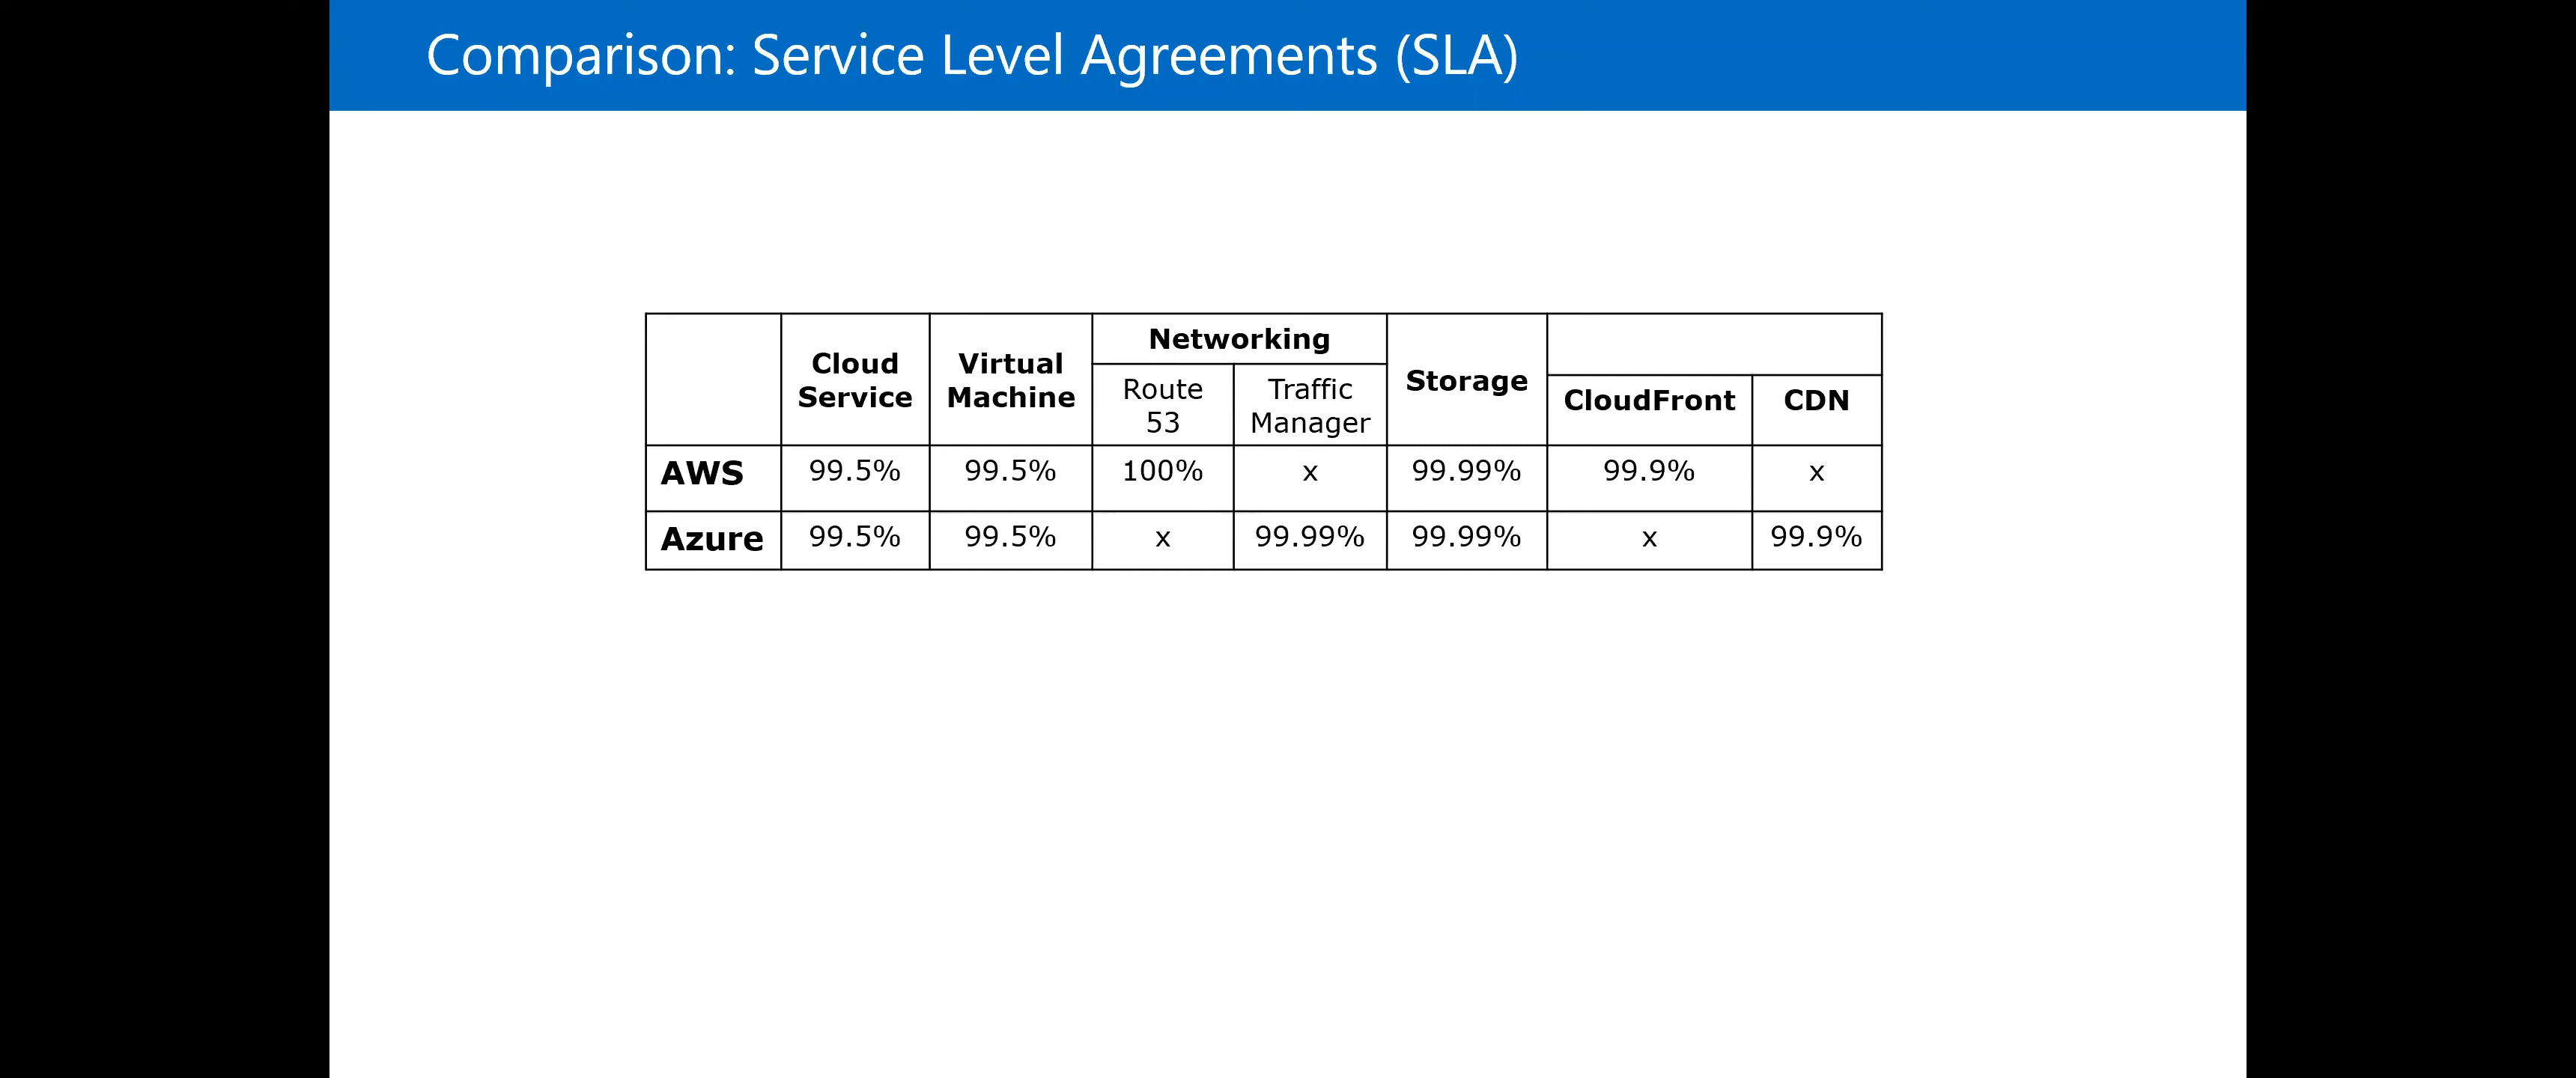 Comparison: Service Level Agreements (SLA)
Cloud Service Virtual Machine Networking Storage
Route 53 Traffic Manager CloudFront CDN
AWS 99.5% 99.5% 100% x 99.99% 99.9% x
Azure 99.5% 99.5% x 99.99% 99.99% x 99.9%